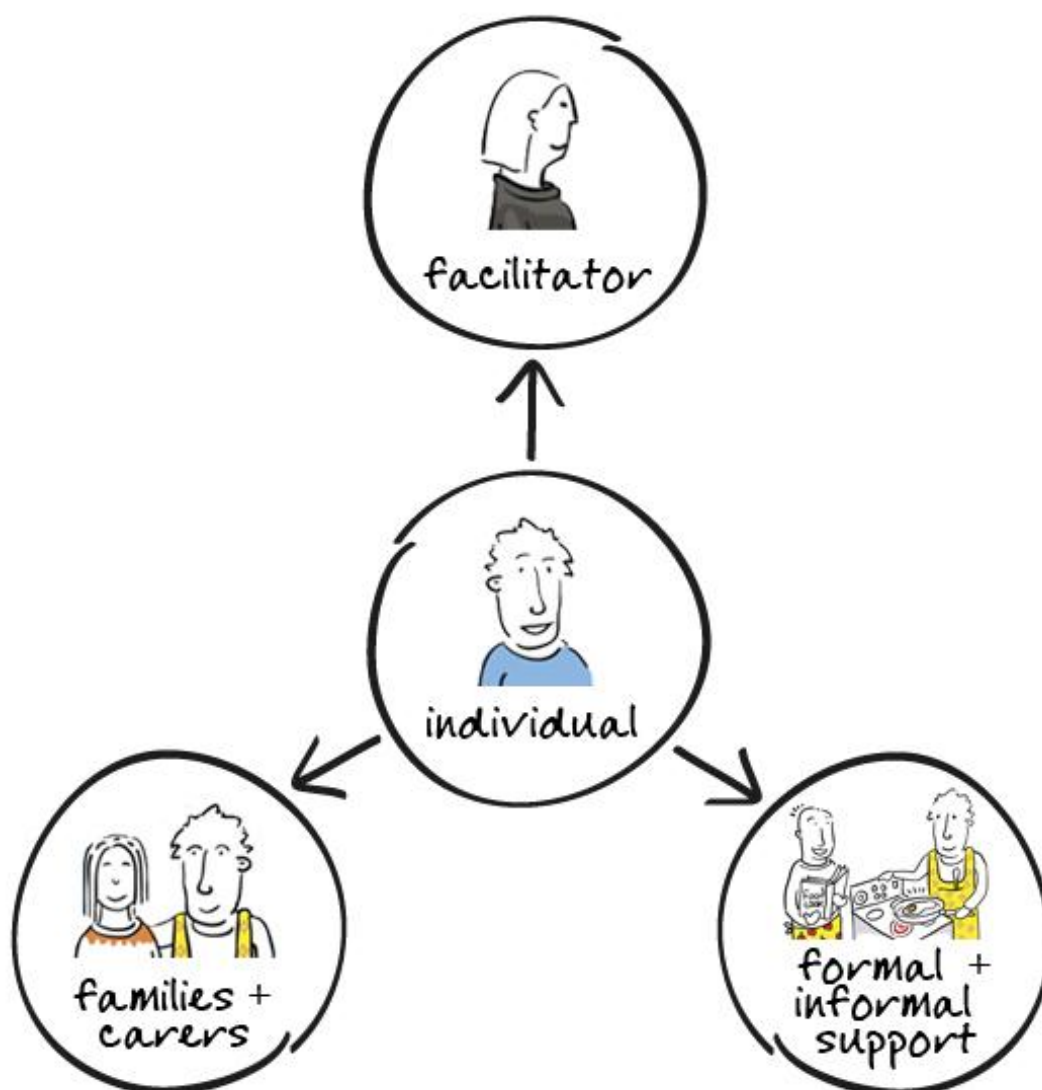 facilitator
individual
families +
carers
formal +
informal
support